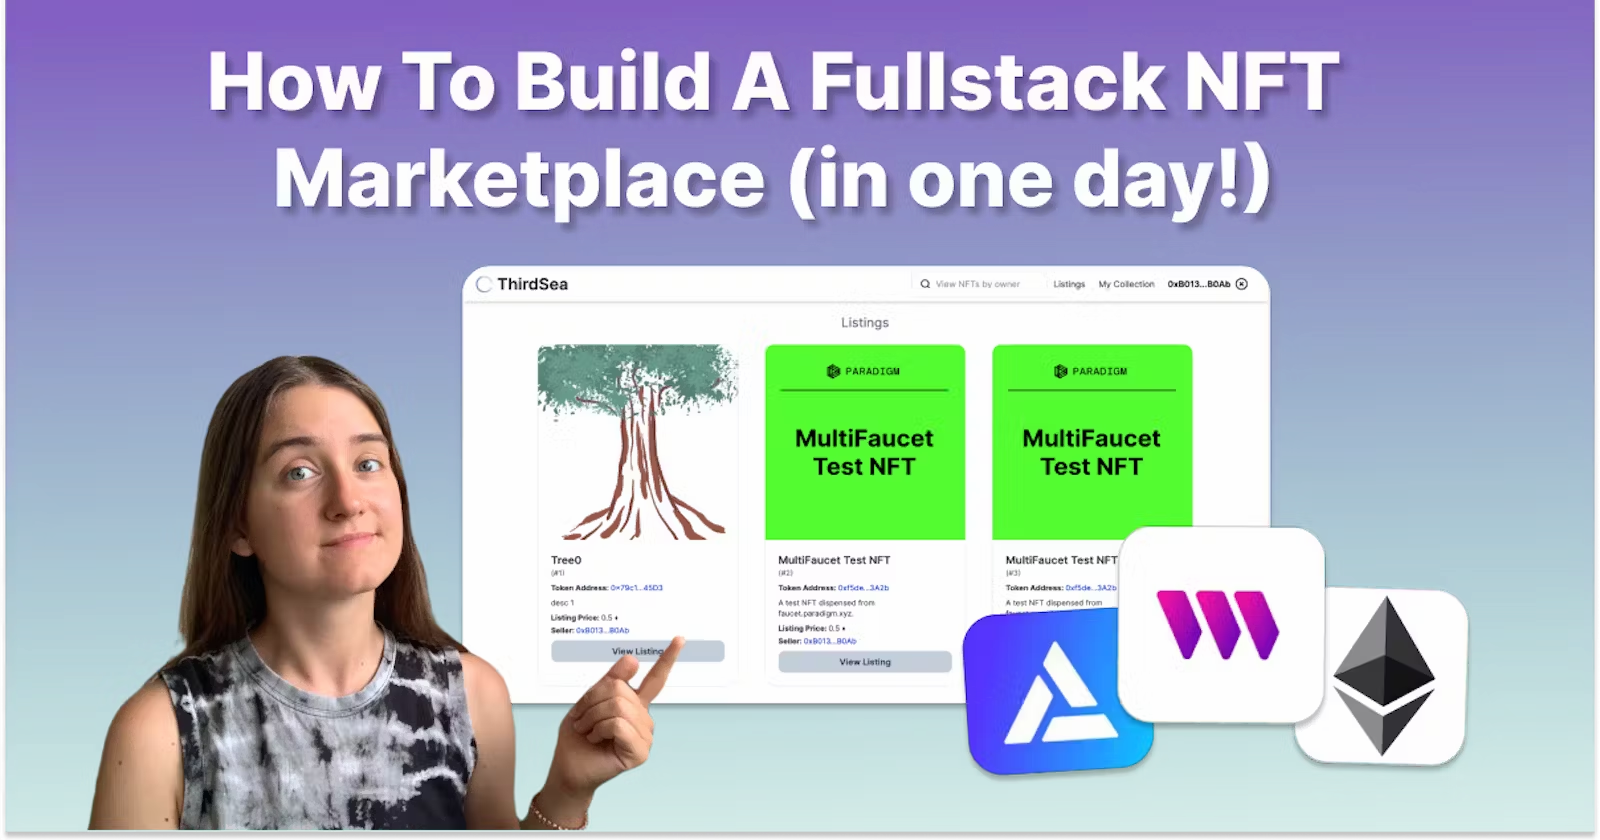 How To Build A Fullstack NFT
Marketplace (in one day!)
ThirdSea
View NFTs by owner
Listings
My Collection
0xB013...B0Ab
Listings
Tree0
(#1)
Token Address: 0x79c1...45D3
desc 1
Listing Price: 0.5
Seller: 0xB013...B0Ab
View Listing
PARADIGM
MultiFaucet
Test NFT
MultiFaucet Test NFT
(#2)
Token Address: 0xf5de...3A2b
A test NFT dispensed from
faucet.paradigm.xyz.
Listing Price: 0.5
Seller: 0xB013...B0Ab
View Listing
PARADIGM
MultiFaucet
Test NFT
MultiFaucet Test NFT
(#3)
Token Address: 0xf5de...3A2b
A test NFT dispensed from